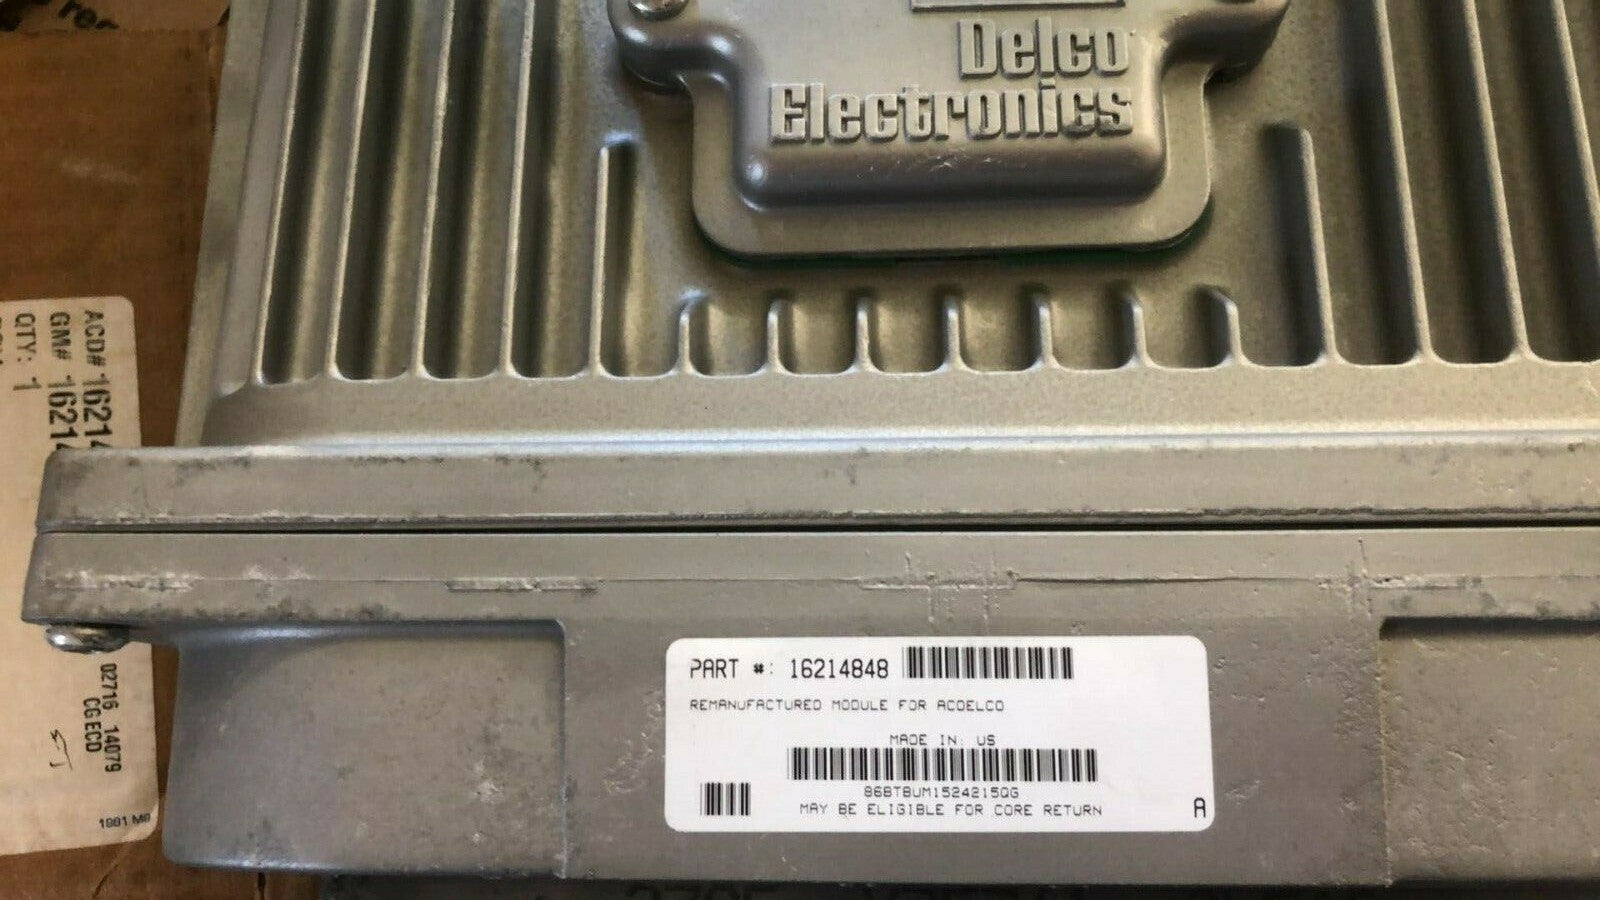 Delco
Electronics
ACD# 16214
GM# 16214
QTY: 1
02716 14079
CGECD
PART #: 16214848
REMANUFACTURED MODULE FOR ACDELCO
MADE IN: US
86BTBUM1524215QG
MAY BE ELIGIBLE FOR CORE RETURN
A